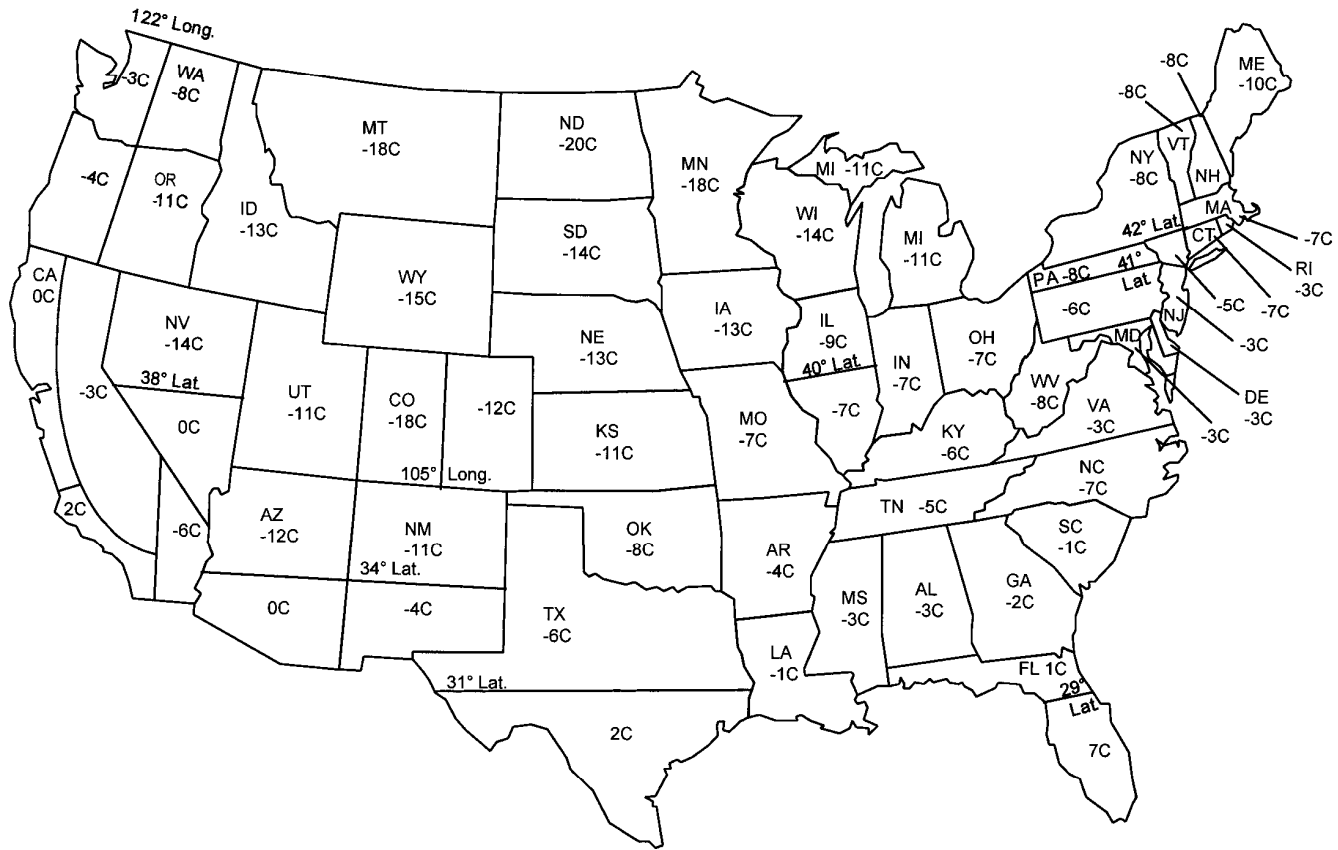 122° Long.
-3C
WA
-8C
-4C
OR
-11C
ID
-13C
MT
-18C
ND
-20C
MN
-18C
SD
-14C
WY
-15C
MI -11C
WI
-14C
MI
-11C
-8C
-8C
ME
-10C
VT
NY
-8C
NH
MA
-7C
42° Lat.
CT
RI
-3C
-7C
-5C
PA -8C
41°
Lat
-6C
NJ
-3C
MD
DE
-3C
-3C
CA
0C
NV
-14C
38° Lat.
0C
-3C
UT
-11C
CO
-18C
-12C
105° Long.
NE
-13C
IA
-13C
IL
-9C
40° Lat.
-7C
IN
-7C
OH
-7C
WV
-8C
VA
-3C
KS
-11C
MO
-7C
KY
-6C
NC
-7C
TN -5C
SC
-1C
2C
-6C
AZ
-12C
0C
NM
-11C
34° Lat.
-4C
OK
-8C
AR
-4C
TX
-6C
31° Lat.
2C
MS
-3C
AL
-3C
GA
-2C
LA
-1C
FL 1C
29°
Lat
7C